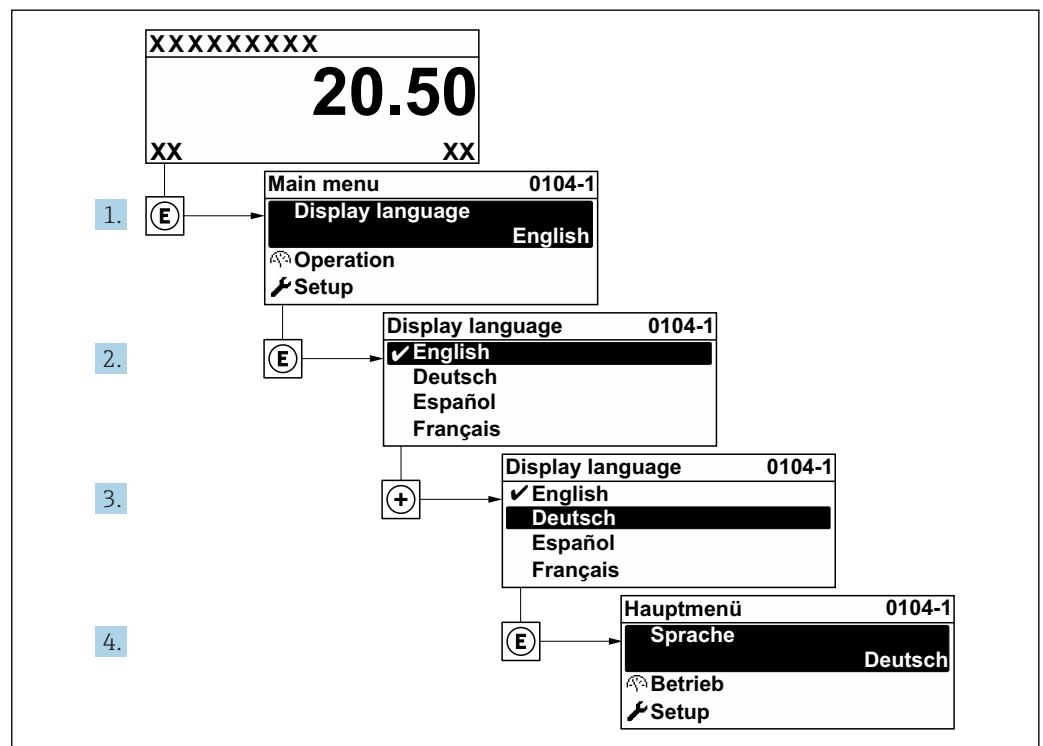 XXXXXXXXX
20.50
XX XX
1.
E
Main menu 0104-1
Display language
English
Operation
Setup
2.
E
Display language 0104-1
✔English
Deutsch
Español
Français
3.
+
Display language 0104-1
✔English
Deutsch
Español
Français
4.
E
Hauptmenü 0104-1
Sprache
Deutsch
Betrieb
Setup